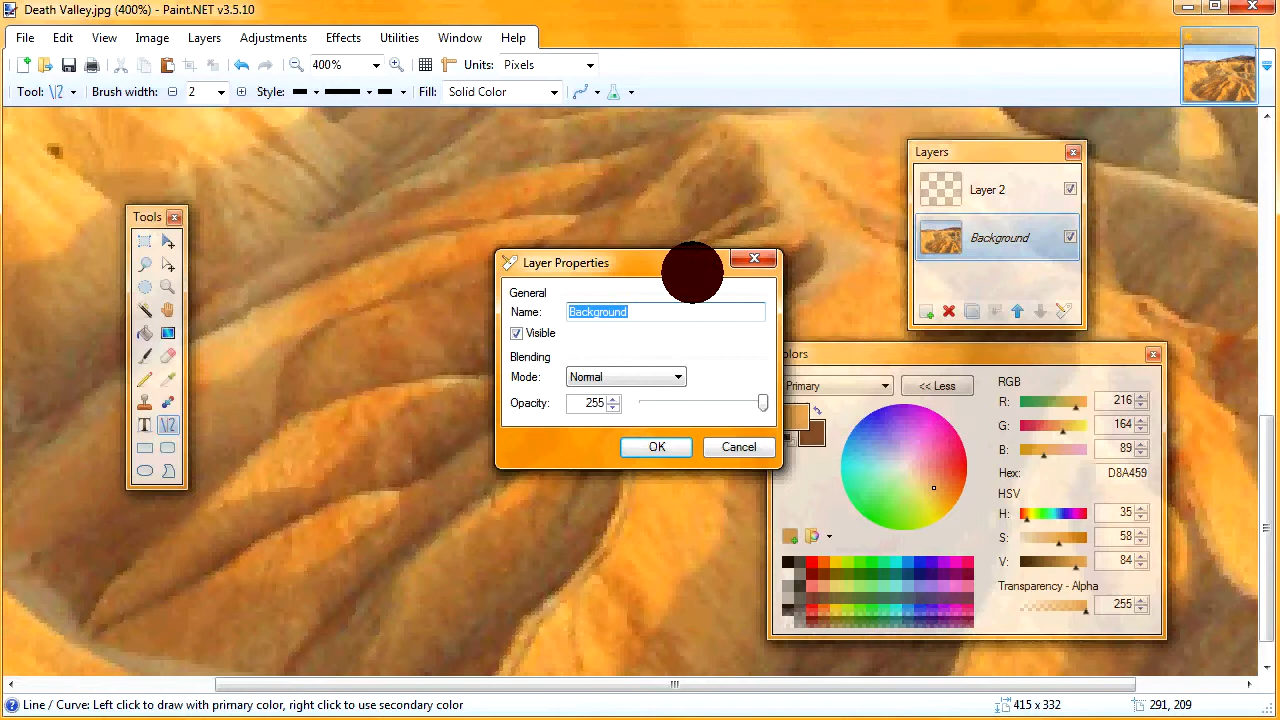 Death Valley.jpg (400%) - Paint.NET v3.5.10
File Edit View Image Layers Adjustments Effects Utilities Window Help
400% Units: Pixels
Tool: Brush width: 2 Style: Fill: Solid Color
Layers
Layer 2
Background
Tools
Layer Properties
General
Name: Background
Visible
Blending
Mode: Normal
Opacity: 255
OK Cancel
olors
Primary << Less
RGB
R: 216
G: 164
B: 89
Hex: D8A459
HSV
H: 35
S: 58
V: 84
Transparency - Alpha
255
Line / Curve: Left click to draw with primary color, right click to use secondary color
415 x 332 291, 209